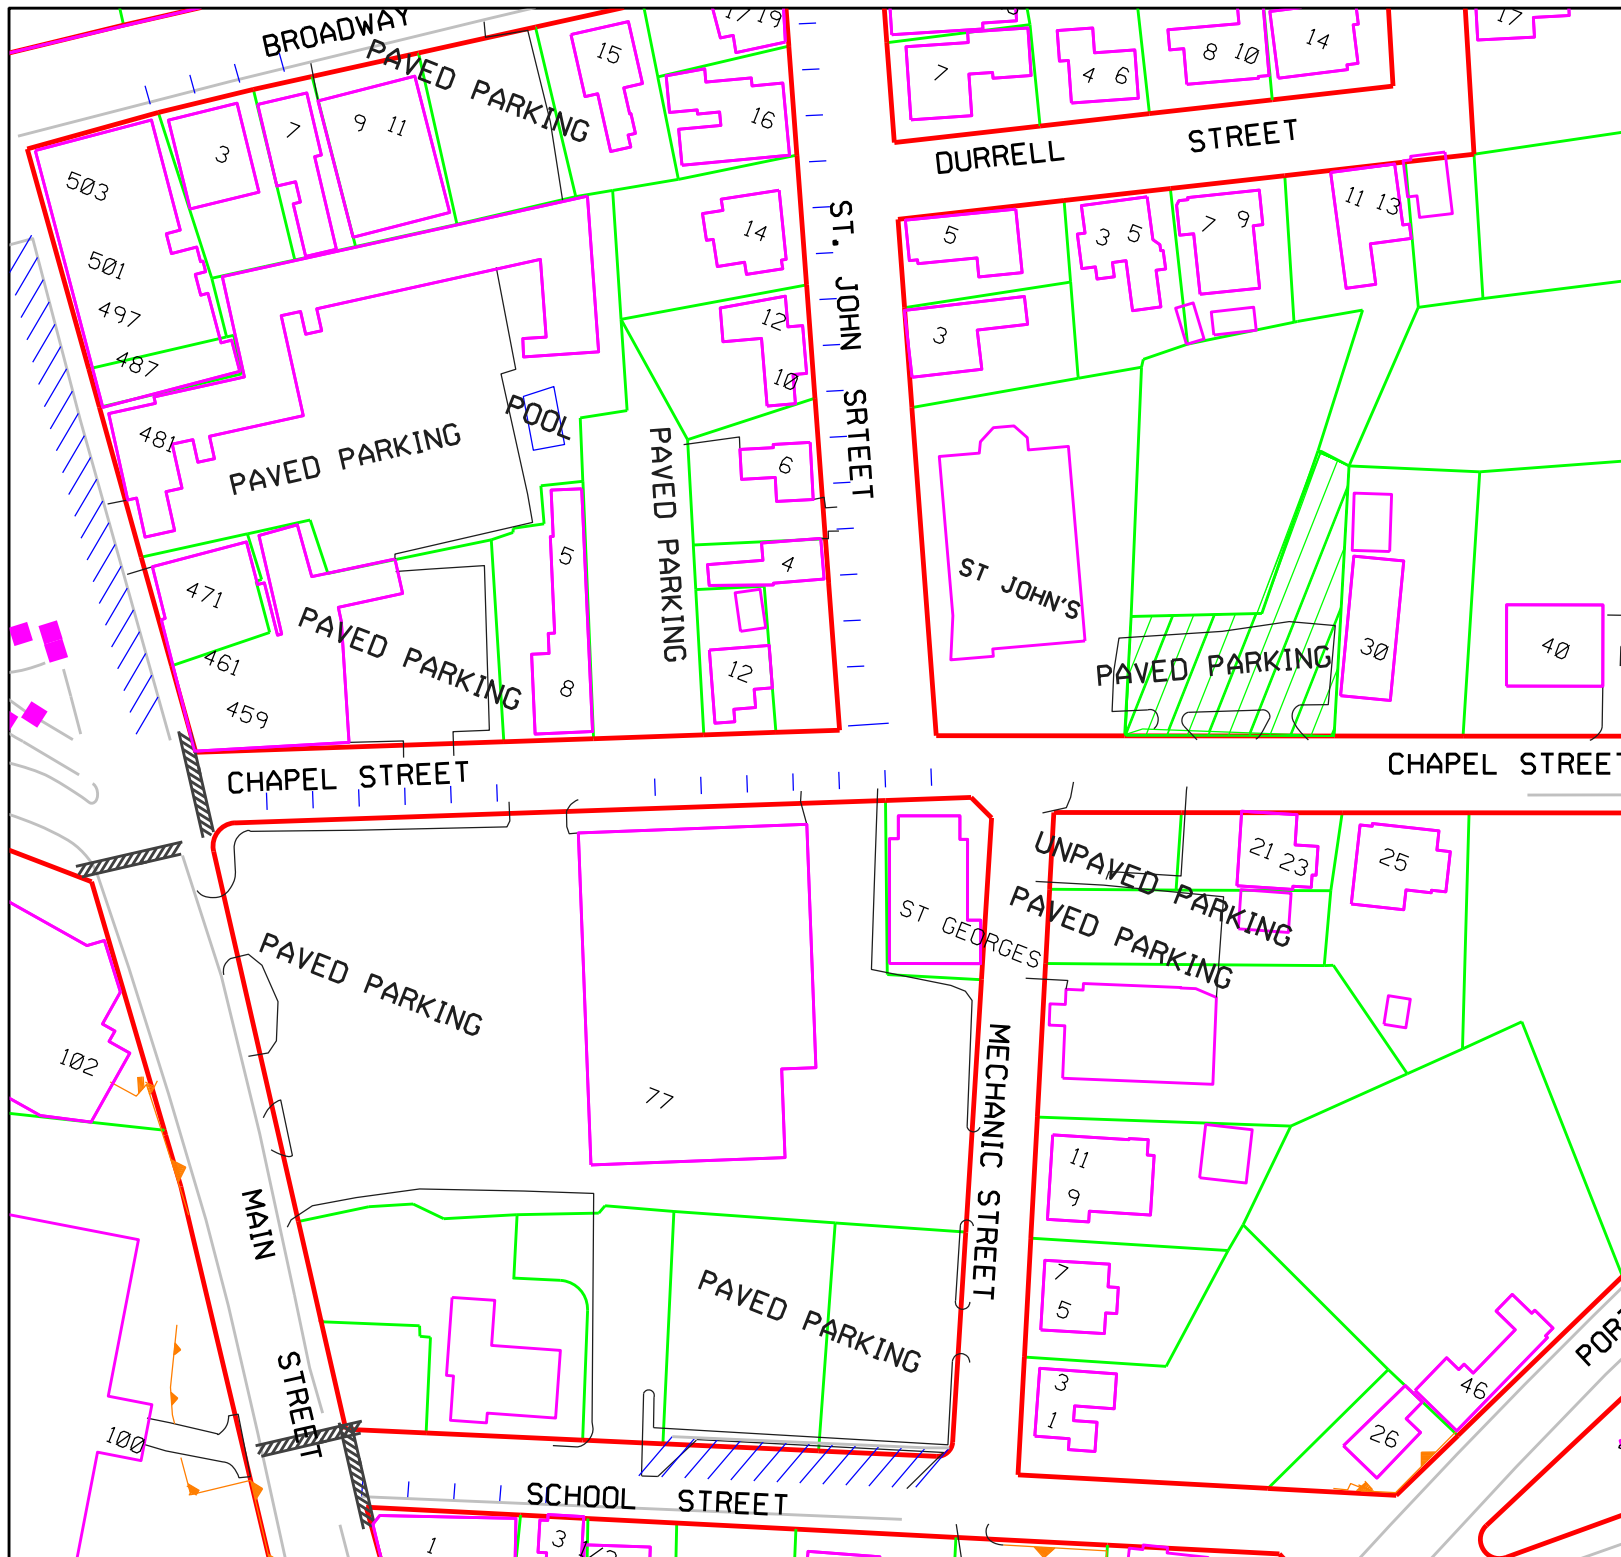 BROADWAY
PAVED PARKING
15
17 19
16
7
4 6
8 10
14
17
503
3
7
9 11
DURRELL STREET
501
497
487
14
ST. JOHN SRTEET
5
3 5
7 9
11 13
12
10
3
481
PAVED PARKING
POOL
PAVED PARKING
6
4
5
8
12
ST JOHN'S
471
461
459
PAVED PARKING
PAVED PARKING
30
40
CHAPEL STREET
CHAPEL STREET
UNPAVED PARKING
21 23
25
PAVED PARKING
ST GEORGES
PAVED PARKING
102
77
MECHANIC STREET
11
9
7
5
3
1
MAIN STREET
PAVED PARKING
46
26
100
SCHOOL STREET
1
3
1/2